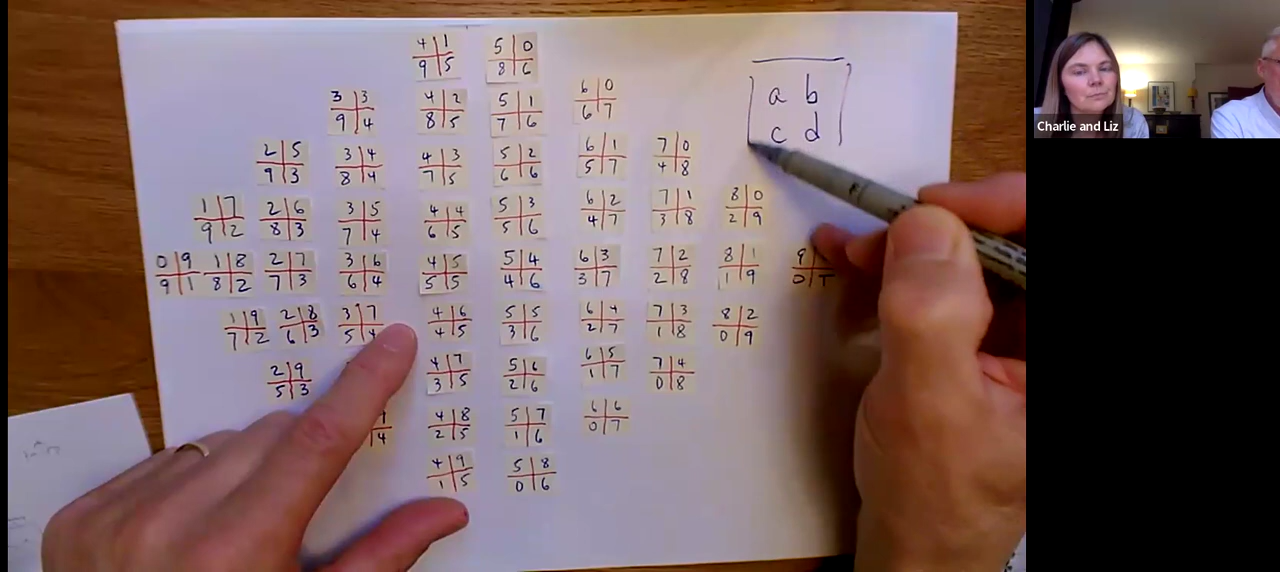 4 1 5 0
9 5 8 6
3 3 4 2 5 1 6 0
9 4 8 5 7 6 6 7
a b
c d
2 5 3 4 4 3 5 2 6 1 7 0
9 3 8 4 7 5 6 6 5 7 4 8
1 7 2 6 3 5 4 4 5 3 6 2 7 1 8 0
9 2 8 3 7 4 6 5 5 6 4 7 3 8 2 9
0 9 1 8 2 7 3 6 4 5 5 4 6 3 7 2 8 1 9
9 1 8 2 7 3 6 4 5 5 4 6 3 7 2 8 1 9 0 T
1 9 2 8 3 7 4 6 5 5 6 4 7 3 8 2
7 2 6 3 5 4 4 5 3 6 2 7 1 8 0 9
2 9 4 7 5 6 6 5 7 4
5 3 3 5 2 6 1 7 0 8
4 8 5 7 6 6
4 2 5 1 6 0 7
4 9 5 8
1 5 0 6
Charlie and Liz